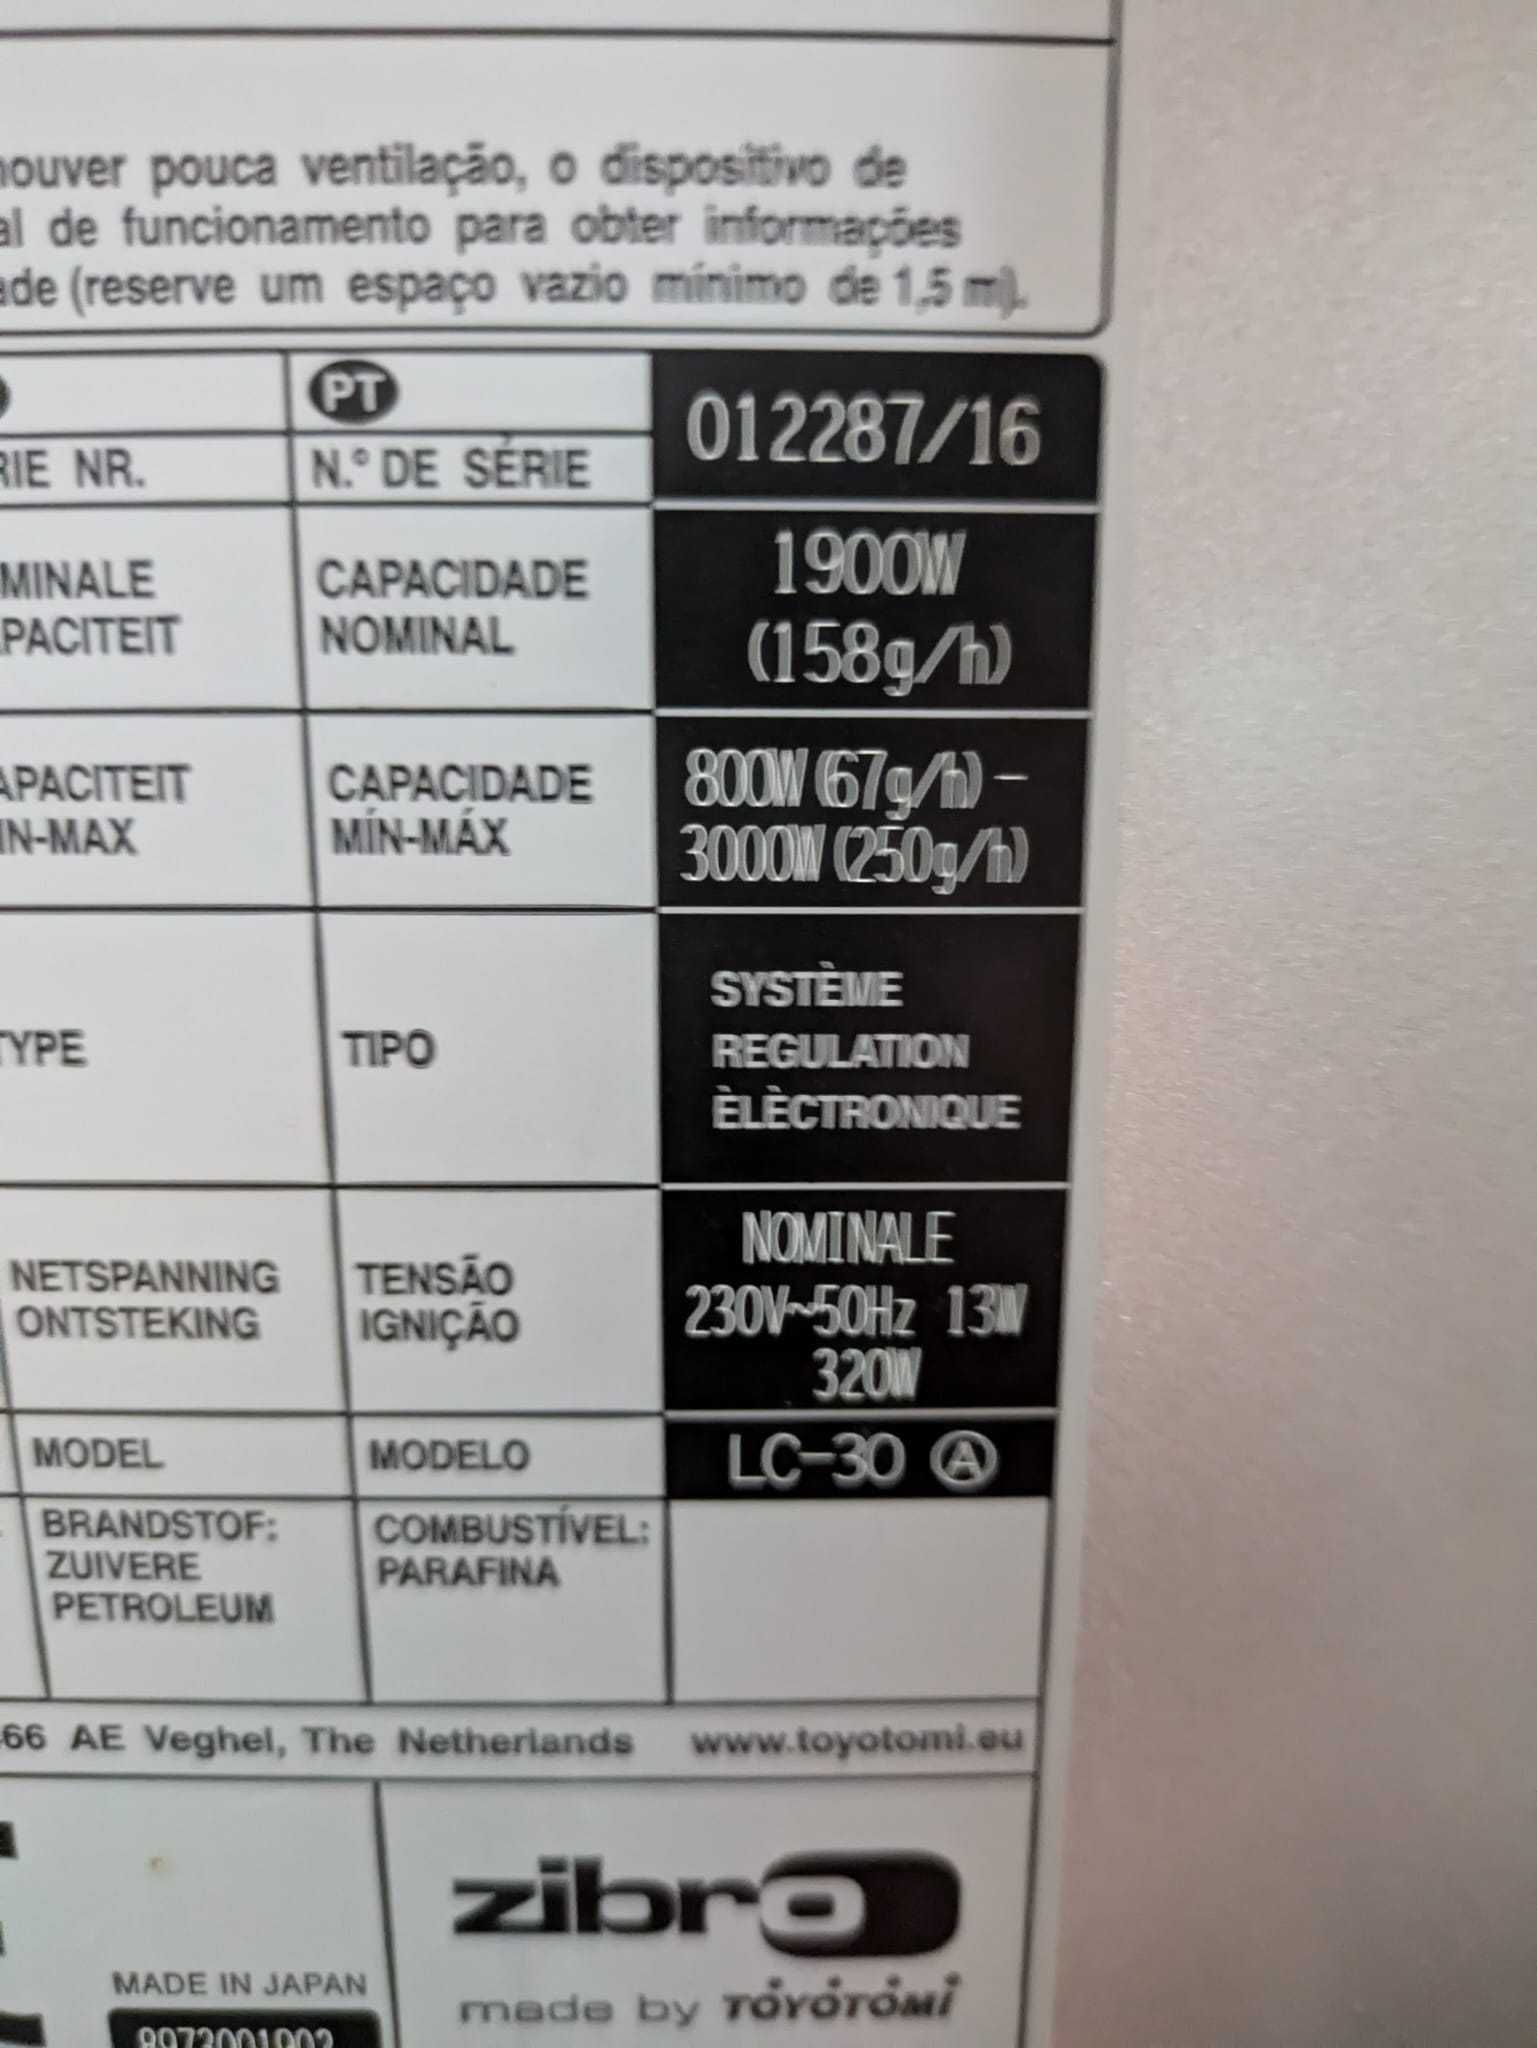 houver pouca ventilação, o dispositivo de
al de funcionamento para obter informações
ade (reserve um espaço vazio mínimo de 1,5 m).
PT
RIE NR.
N.º DE SÉRIE
012287/16
MINALE
PACITEIT
CAPACIDADE
NOMINAL
1900W
(158g/h)
APACITEIT
IN-MAX
CAPACIDADE
MÍN-MÁX
800W(67g/h)-
3000W(250g/h)
TYPE
TIPO
SYSTÈME
REGULATION
ÈLÈCTRONIQUE
NETSPANNING
ONTSTEKING
TENSÃO
IGNIÇÃO
NOMINALE
230V~50Hz 13W
320W
MODEL
MODELO
LC-30 Ⓐ
BRANDSTOF:
ZUIVERE
PETROLEUM
COMBUSTÍVEL:
PARAFINA
66 AE Veghel, The Netherlands www.toyotomi.eu
MADE IN JAPAN
zibro
made by TOYOTOMI